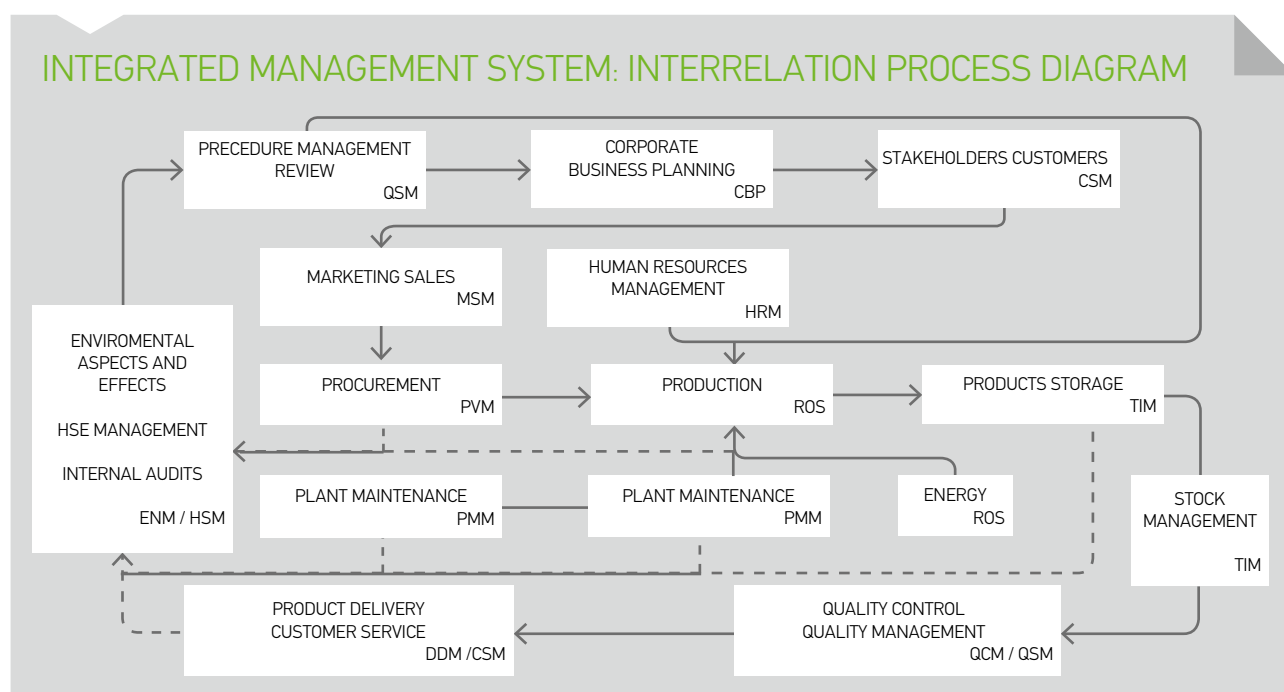 INTEGRATED MANAGEMENT SYSTEM: INTERRELATION PROCESS DIAGRAM
PRECEDURE MANAGEMENT
REVIEW
QSM
CORPORATE
BUSINESS PLANNING
CBP
STAKEHOLDERS CUSTOMERS
CSM
MARKETING SALES
MSM
HUMAN RESOURCES
MANAGEMENT
HRM
ENVIROMENTAL
ASPECTS AND
EFFECTS
HSE MANAGEMENT
INTERNAL AUDITS
ENM / HSM
PROCUREMENT
PVM
PRODUCTION
ROS
PRODUCTS STORAGE
TIM
PLANT MAINTENANCE
PMM
PLANT MAINTENANCE
PMM
ENERGY
ROS
STOCK
MANAGEMENT
TIM
PRODUCT DELIVERY
CUSTOMER SERVICE
DDM /CSM
QUALITY CONTROL
QUALITY MANAGEMENT
QCM / QSM